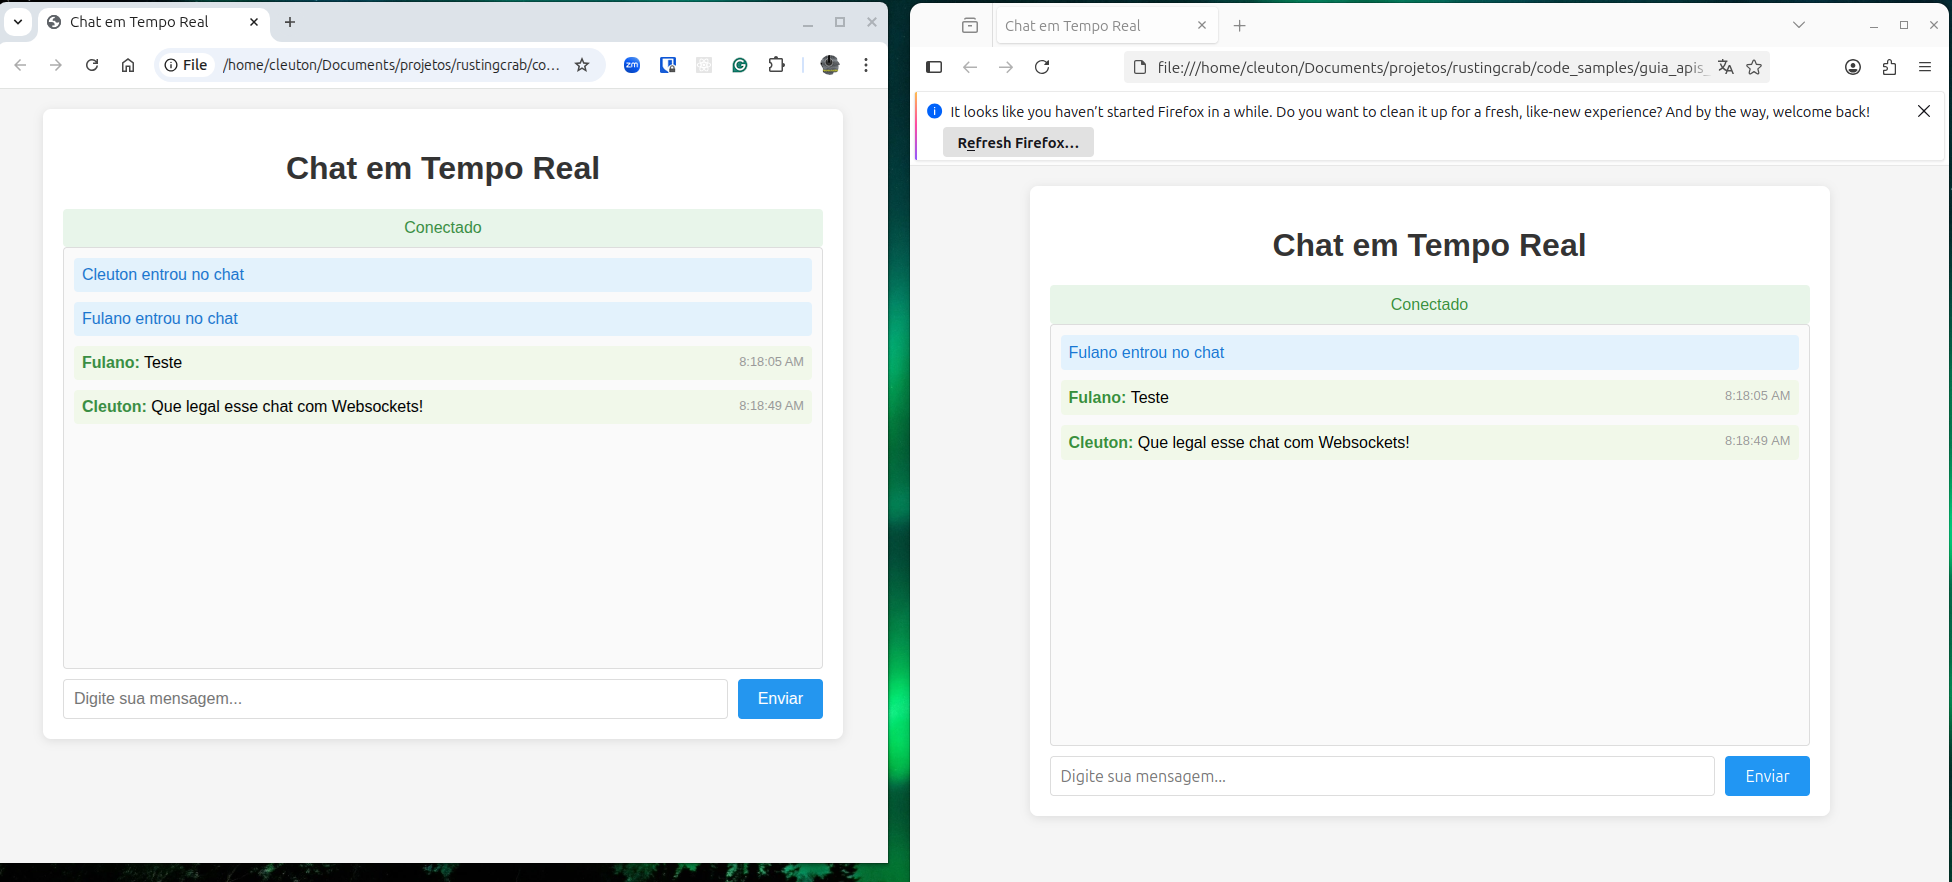 Chat em Tempo Real
File
/home/cleuton/Documents/projetos/rustingcrab/co...
zm
Chat em Tempo Real
Conectado
Cleuton entrou no chat
Fulano entrou no chat
Fulano: Teste 8:18:05 AM
Cleuton: Que legal esse chat com Websockets! 8:18:49 AM
Digite sua mensagem...
Enviar
Chat em Tempo Real
file:///home/cleuton/Documents/projetos/rustingcrab/code_samples/guia_apis_
It looks like you haven’t started Firefox in a while. Do you want to clean it up for a fresh, like-new experience? And by the way, welcome back!
Refresh Firefox…
Chat em Tempo Real
Conectado
Fulano entrou no chat
Fulano: Teste 8:18:05 AM
Cleuton: Que legal esse chat com Websockets! 8:18:49 AM
Digite sua mensagem...
Enviar